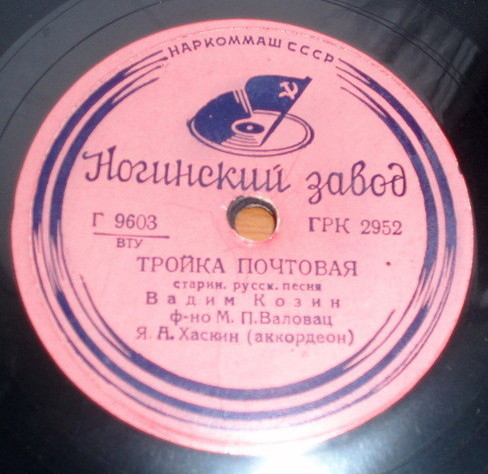 НАРКОММАШ СССР
Ногинский завод
Г 9603 ГРК 2952
ВТУ
ТРОЙКА ПОЧТОВАЯ
старин. русск. песня
Вадим Козин
ф-но М. П. Валовац
Я. А. Хаскин (аккордеон)